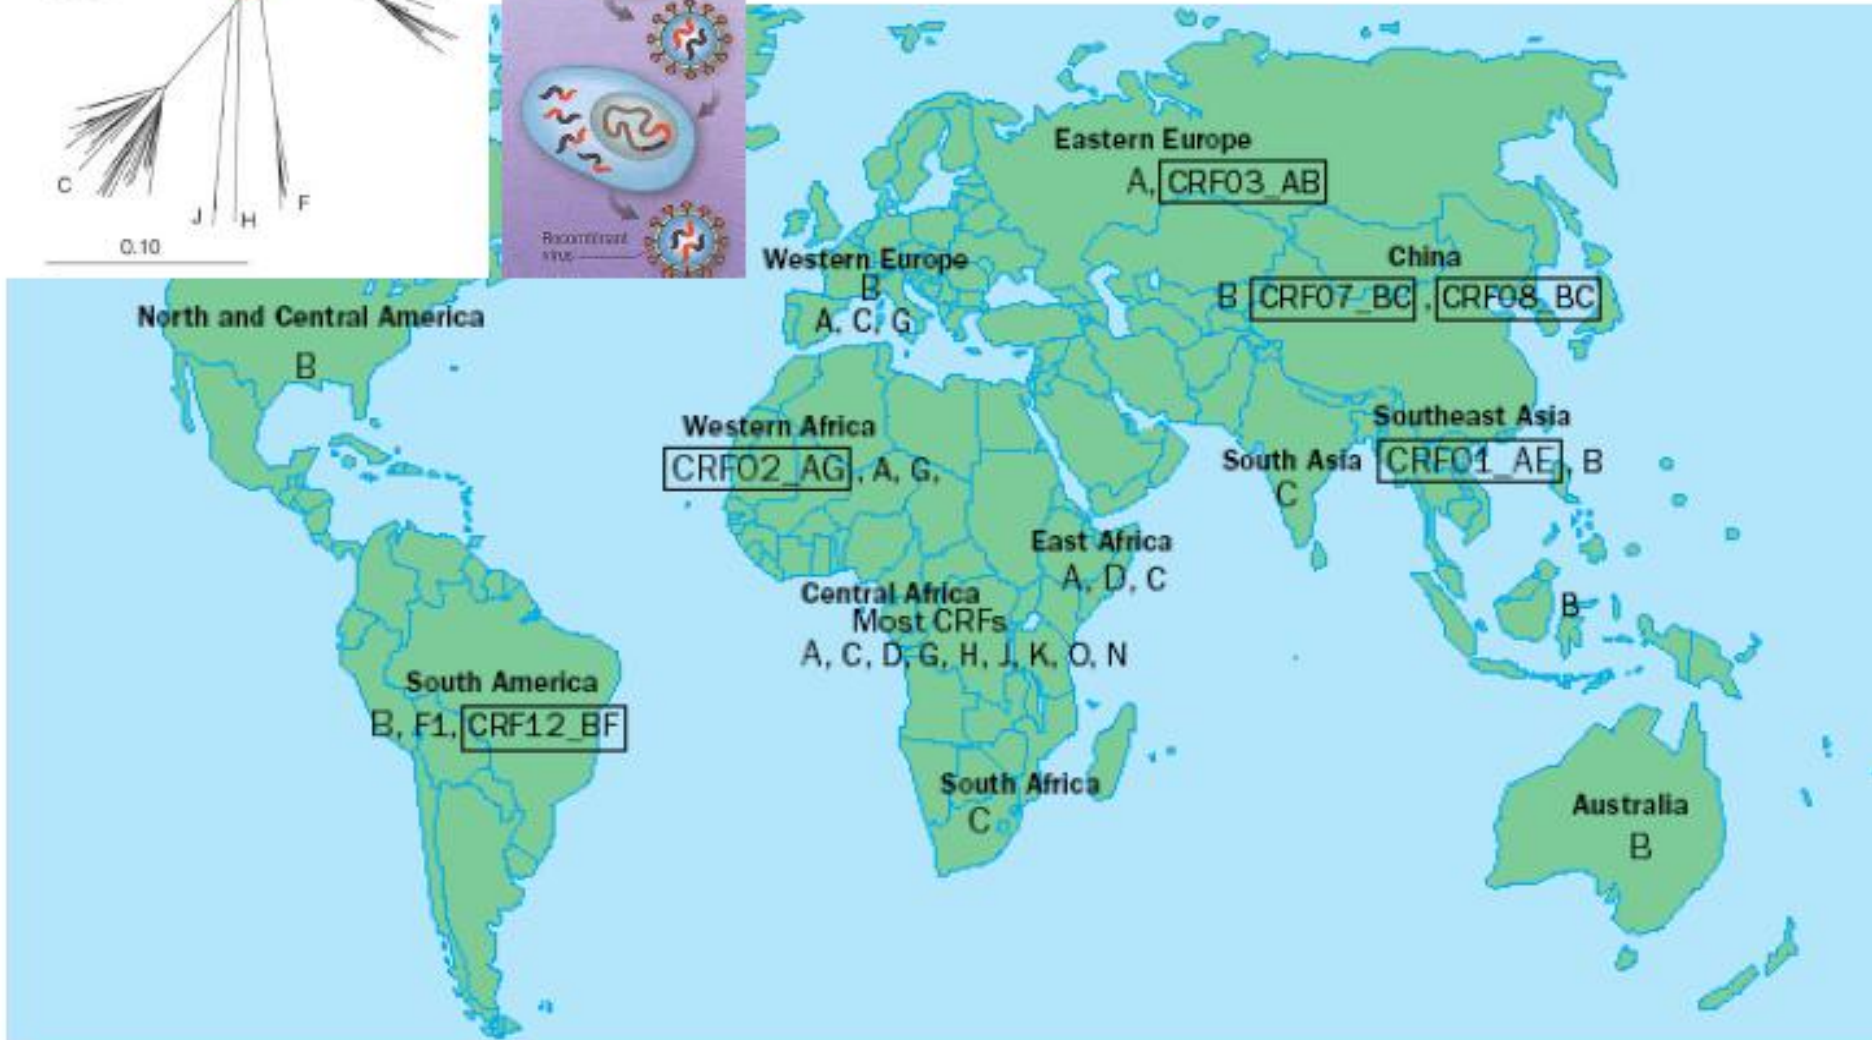 C
J
H
F
0.10
Recombinant
virus
Eastern Europe
A, CRF03_AB
Western Europe
B
A, C, G
China
B CRF07_BC , CRF08_BC
North and Central America
B
Western Africa
CRF02_AG , A, G,
Southeast Asia
CRF01_AE , B
South Asia
C
East Africa
A, D, C
Central Africa
Most CRFs
A, C, D, G, H, J, K, O, N
B
South America
B, F1, CRF12_BF
South Africa
C
Australia
B